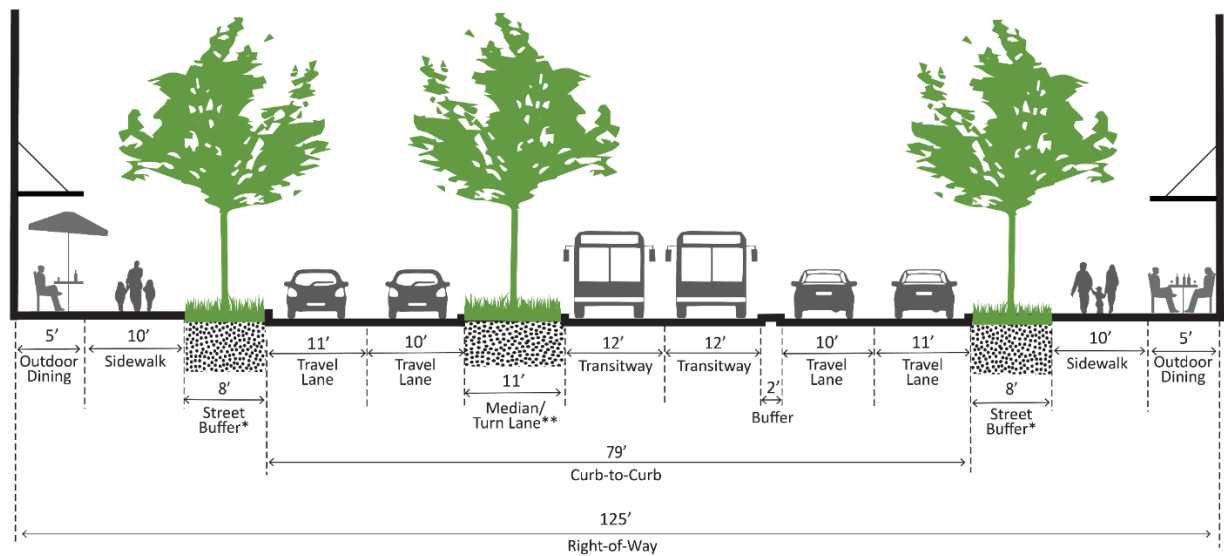 5’
Outdoor
Dining
10’
Sidewalk
8’
Street
Buffer*
11’
Travel
Lane
10’
Travel
Lane
11’
Median/
Turn Lane**
12’
Transitway
12’
Transitway
2’
Buffer
10’
Travel
Lane
11’
Travel
Lane
8’
Street
Buffer*
10’
Sidewalk
5’
Outdoor
Dining
79’
Curb-to-Curb
125’
Right-of-Way